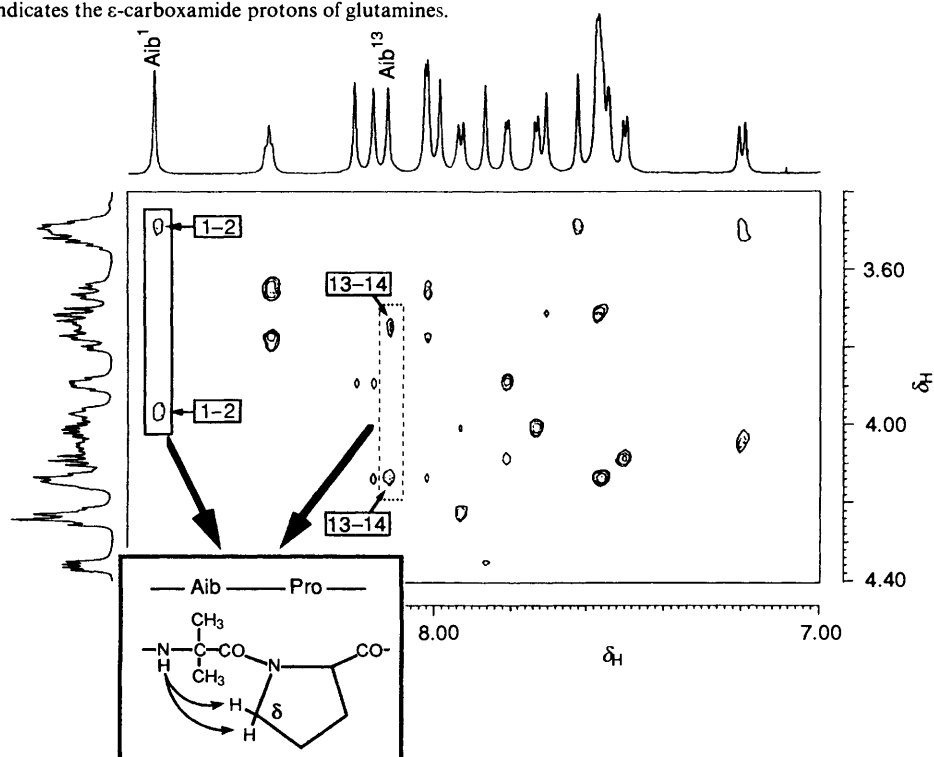 ndicates the ε-carboxamide protons of glutamines.
Aib¹
Aib¹³
1–2
13–14
3.60
1–2
4.00
13–14
4.40
δH
8.00
7.00
δH
— Aib —— Pro —
CH₃
–N–C–CO
H
CH₃
N
CO-
H
δ
H